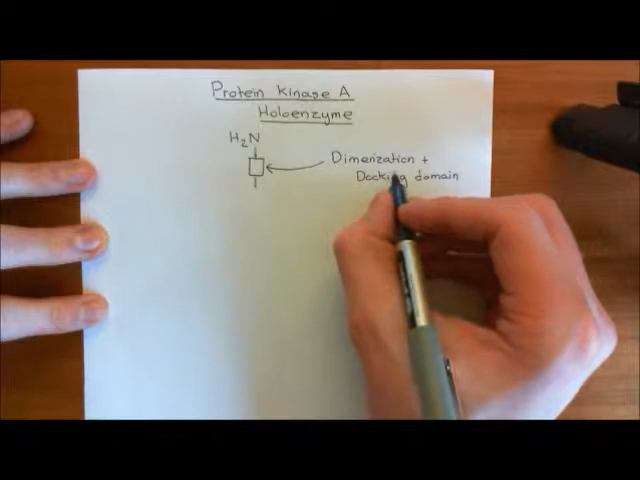 Protein Kinase A
Holoenzyme
H₂N
Dimerization +
Docking domain